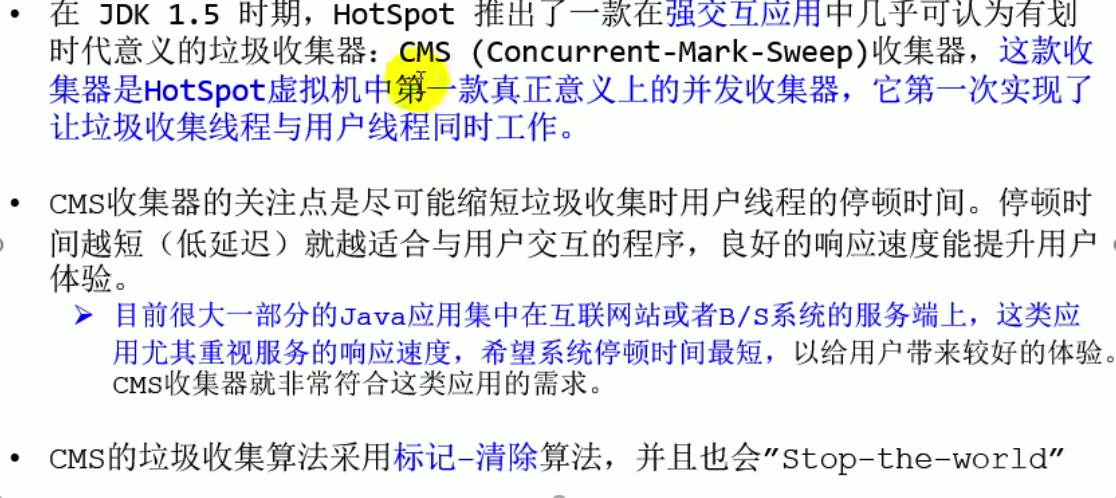 • 在 JDK 1.5 时期，HotSpot 推出了一款在强交互应用中几乎可认为有划
时代意义的垃圾收集器：CMS (Concurrent-Mark-Sweep)收集器，这款收
集器是HotSpot虚拟机中第一款真正意义上的并发收集器，它第一次实现了
让垃圾收集线程与用户线程同时工作。
• CMS收集器的关注点是尽可能缩短垃圾收集时用户线程的停顿时间。停顿时
间越短（低延迟）就越适合与用户交互的程序，良好的响应速度能提升用户
体验。
➢ 目前很大一部分的Java应用集中在互联网站或者B/S系统的服务端上，这类应
用尤其重视服务的响应速度，希望系统停顿时间最短，以给用户带来较好的体验。
CMS收集器就非常符合这类应用的需求。
• CMS的垃圾收集算法采用标记-清除算法，并且也会"Stop-the-world"